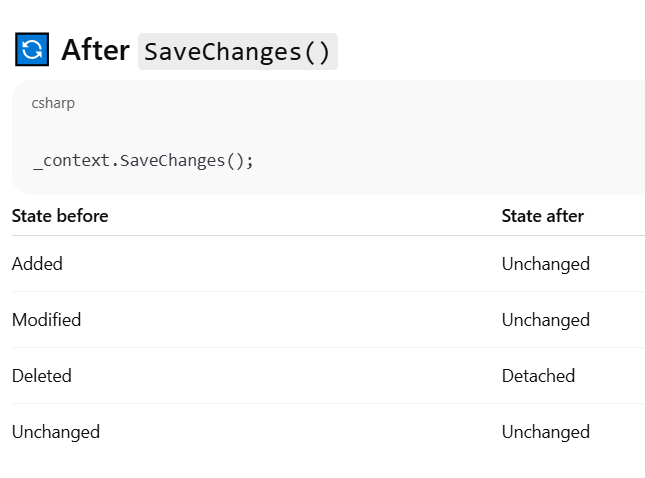 After SaveChanges()
csharp
_context.SaveChanges();
State before State after
Added Unchanged
Modified Unchanged
Deleted Detached
Unchanged Unchanged